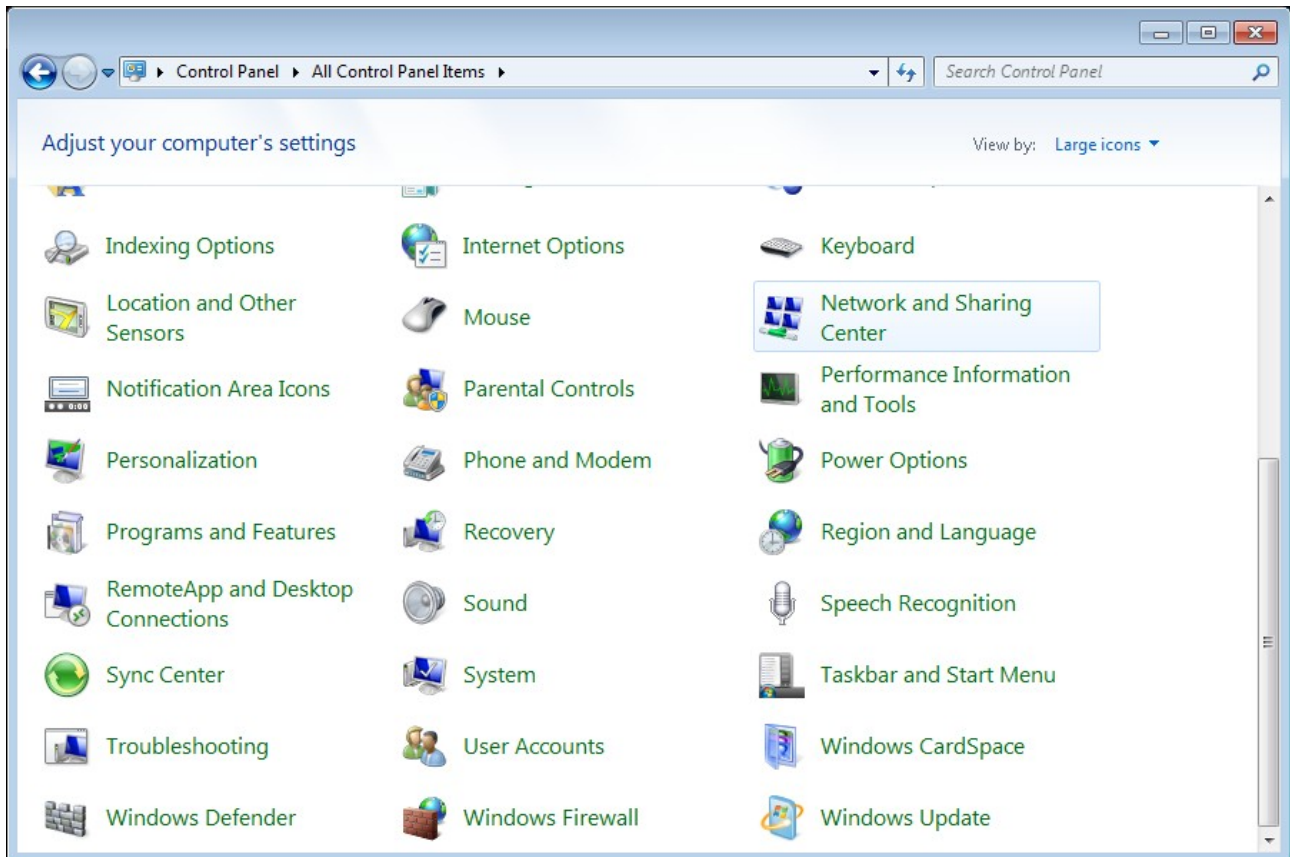 Control Panel ▸ All Control Panel Items ▸
Search Control Panel
Adjust your computer's settings
View by: Large icons
Indexing Options
Internet Options
Keyboard
Location and Other
Sensors
Mouse
Network and Sharing
Center
Notification Area Icons
Parental Controls
Performance Information
and Tools
Personalization
Phone and Modem
Power Options
Programs and Features
Recovery
Region and Language
RemoteApp and Desktop
Connections
Sound
Speech Recognition
Sync Center
System
Taskbar and Start Menu
Troubleshooting
User Accounts
Windows CardSpace
Windows Defender
Windows Firewall
Windows Update